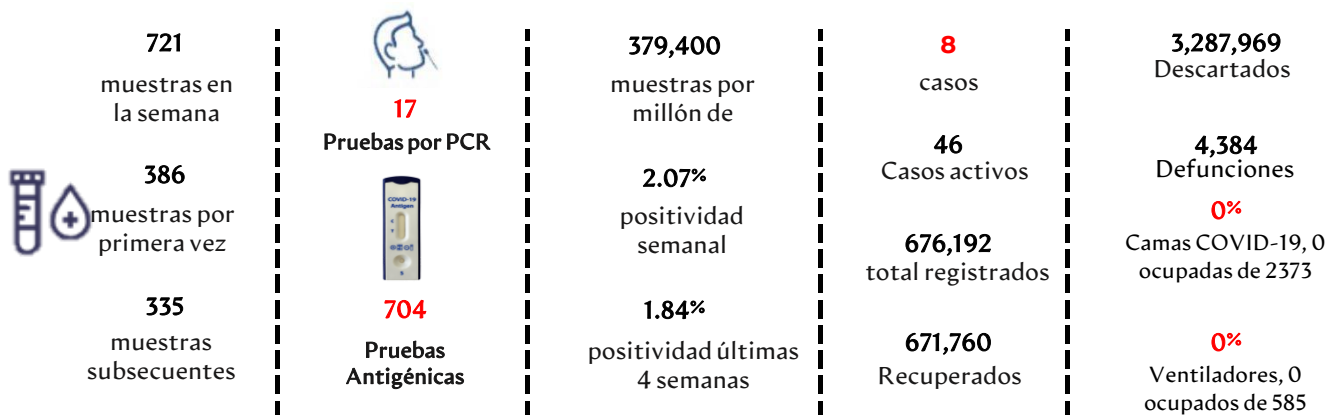 721
muestras en
la semana
386
muestras por
primera vez
335
muestras
subsecuentes
17
Pruebas por PCR
COVID-19
Antigen
C
T
S
704
Pruebas
Antigénicas
379,400
muestras por
millón de
2.07%
positividad
semanal
1.84%
positividad últimas
4 semanas
8
casos
46
Casos activos
676,192
total registrados
671,760
Recuperados
3,287,969
Descartados
4,384
Defunciones
0%
Camas COVID-19, 0
ocupadas de 2373
0%
Ventiladores, 0
ocupados de 585